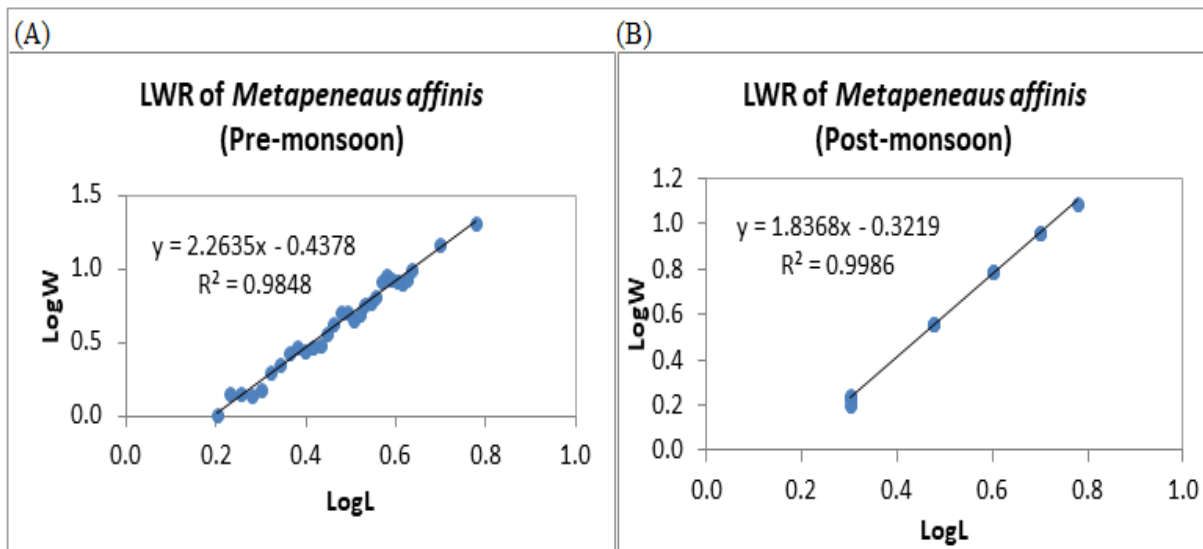 (A)
LWR of Metapeneaus affinis
(Pre-monsoon)
1.5
1.0
0.5
0.0
y = 2.2635x - 0.4378
R² = 0.9848
LogW
0.0 0.2 0.4 0.6 0.8 1.0
LogL
(B)
LWR of Metapeneaus affinis
(Post-monsoon)
1.2
1.0
0.8
0.6
0.4
0.2
0.0
y = 1.8368x - 0.3219
R² = 0.9986
LogW
0.0 0.2 0.4 0.6 0.8 1.0
LogL